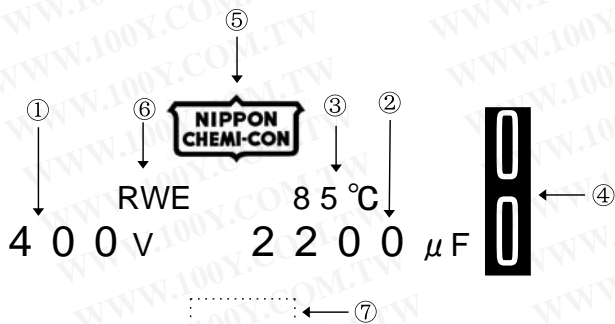 ⑤
① ⑥ NIPPON CHEMI-CON ③ ②
RWE 85℃
400V 2200μF
④
⑦
WWW.100Y.COM.TW